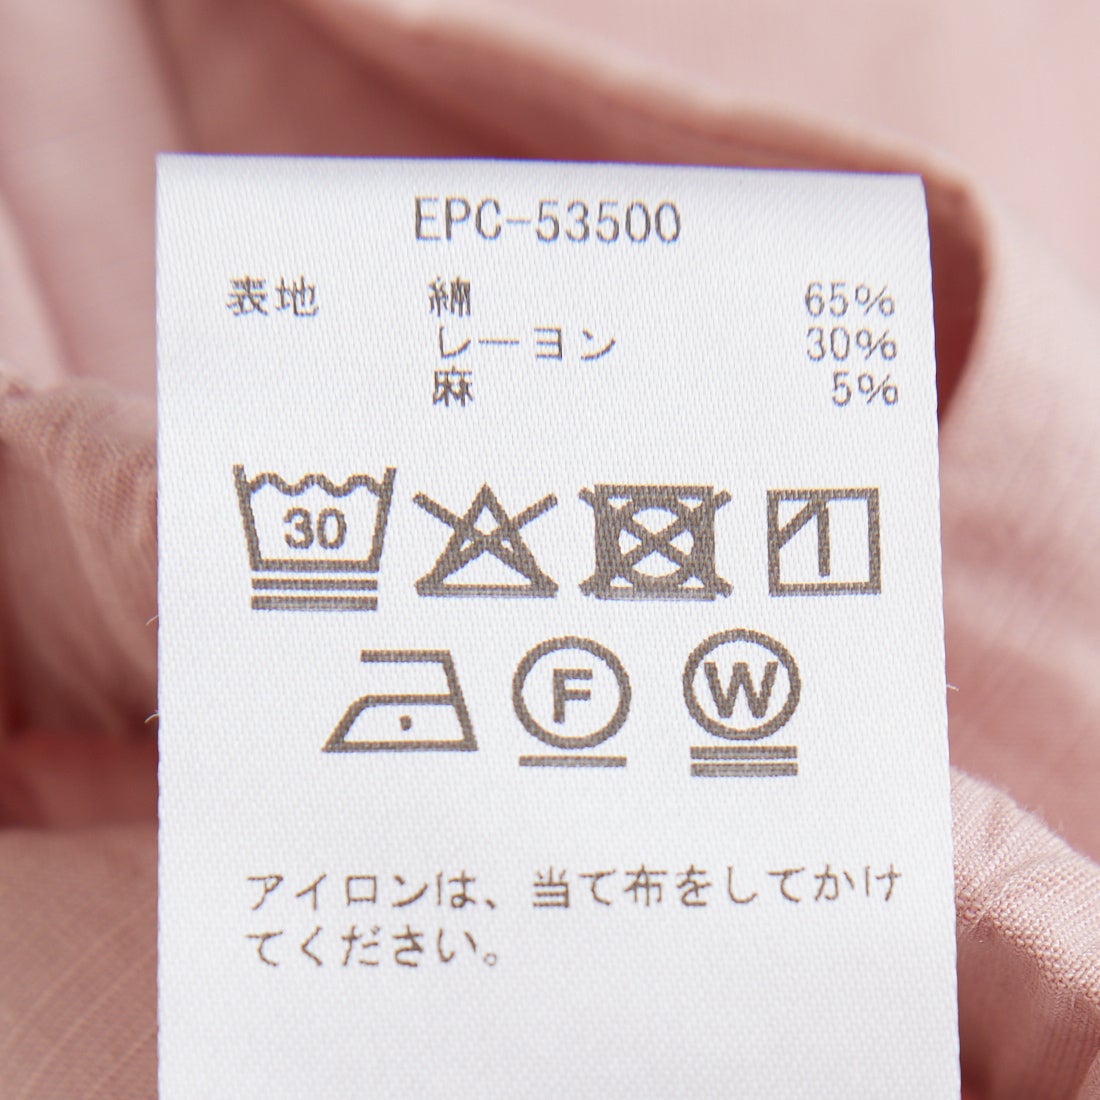 EPC-53500
表地 綿 65%
レーヨン 30%
麻 5%
30
F W
アイロンは、当て布をしてかけ
てください。